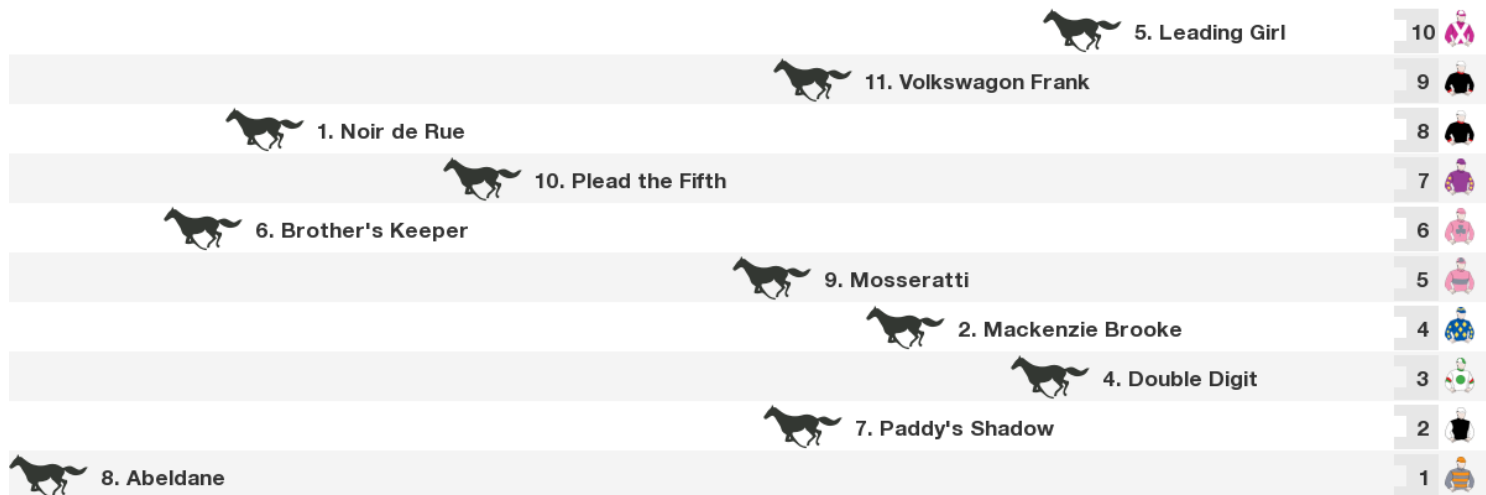 5. Leading Girl 10
11. Volkswagon Frank 9
1. Noir de Rue 8
10. Plead the Fifth 7
6. Brother's Keeper 6
9. Mosseratti 5
2. Mackenzie Brooke 4
4. Double Digit 3
7. Paddy's Shadow 2
8. Abeldane 1